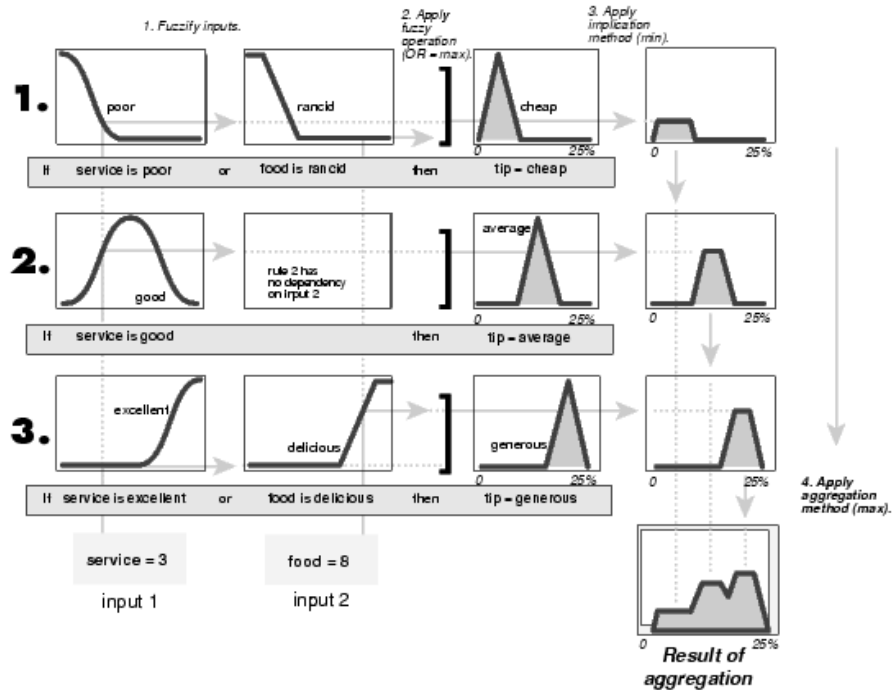 1. Fuzzify inputs.
2. Apply
fuzzy
operation
(OR = max).
3. Apply
implication
method (min).
1.
poor
rancid
cheap
0 25%
0 25%
If service is poor or food is rancid then tip = cheap
2.
good
rule 2 has
no dependency
on input 2
average
0 25%
0 25%
If service is good then tip = average
3.
excellent
delicious
generous
0 25%
0 25%
If service is excellent or food is delicious then tip = generous
4. Apply
aggregation
method (max).
service = 3
food = 8
input 1
input 2
0 25%
Result of
aggregation